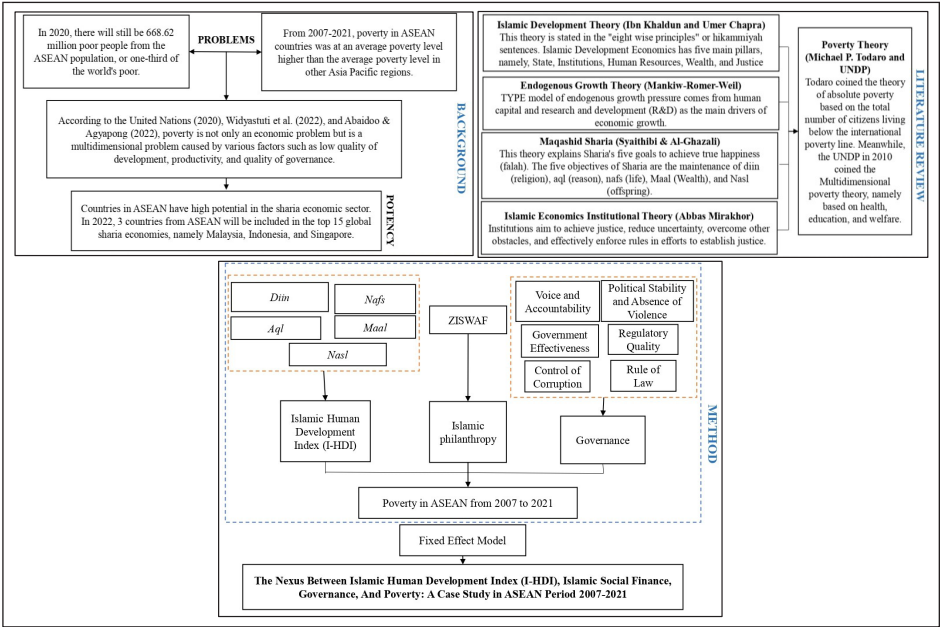 In 2020, there will still be 668.62
million poor people from the
ASEAN population, or one-third of
the world's poor.
PROBLEMS
From 2007-2021, poverty in ASEAN
countries was at an average poverty level
higher than the average poverty level in
other Asia Pacific regions.
According to the United Nations (2020), Widyastuti et al. (2022), and Abaidoo &
Agyapong (2022), poverty is not only an economic problem but is a
multidimensional problem caused by various factors such as low quality of
development, productivity, and quality of governance.
Countries in ASEAN have high potential in the sharia economic sector.
In 2022, 3 countries from ASEAN will be included in the top 15 global
sharia economies, namely Malaysia, Indonesia, and Singapore.
POTENCY
BACKGROUND
Islamic Development Theory (Ibn Khaldun and Umer Chapra)
This theory is stated in the "eight wise principles" or hikammiyah
sentences. Islamic Development Economics has five main pillars,
namely, State, Institutions, Human Resources, Wealth, and Justice
Endogenous Growth Theory (Mankiw-Romer-Weil)
TYPE model of endogenous growth pressure comes from human
capital and research and development (R&D) as the main drivers of
economic growth.
Maqashid Sharia (Syaithibi & Al-Ghazali)
This theory explains Sharia's five goals to achieve true happiness
(falah). The five objectives of Sharia are the maintenance of diin
(religion), aql (reason), nafs (life), Maal (Wealth), and Nasl
(offspring).
Islamic Economics Institutional Theory (Abbas Mirakhor)
Institutions aim to achieve justice, reduce uncertainty, overcome other
obstacles, and effectively enforce rules in efforts to establish justice.
Poverty Theory
(Michael P. Todaro and
UNDP)
Todaro coined the theory
of absolute poverty
based on the total
number of citizens living
below the international
poverty line. Meanwhile,
the UNDP in 2010
coined the
Multidimensional
poverty theory, namely
based on health,
education, and welfare.
LITERATURE REVIEW
Diin
Nafs
Aql
Maal
Nasl
ZISWAF
Voice and
Accountability
Political Stability
and Absence of
Violence
Government
Effectiveness
Regulatory
Quality
Control of
Corruption
Rule of
Law
Islamic Human
Development
Index (I-HDI)
Islamic
philanthropy
Governance
METHOD
Poverty in ASEAN from 2007 to 2021
Fixed Effect Model
The Nexus Between Islamic Human Development Index (I-HDI), Islamic Social Finance,
Governance, And Poverty: A Case Study in ASEAN Period 2007-2021